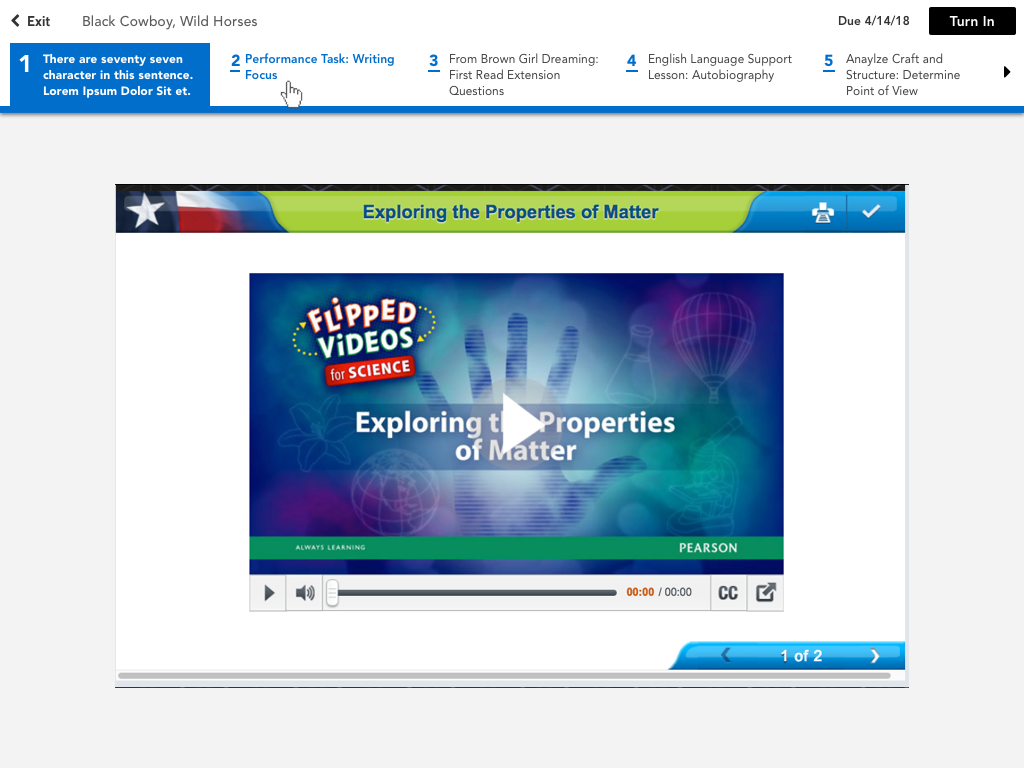 Exit
Black Cowboy, Wild Horses
Due 4/14/18
Turn In
1
There are seventy seven
character in this sentence.
Lorem Ipsum Dolor Sit et.
2
Performance Task: Writing
Focus
3
From Brown Girl Dreaming:
First Read Extension
Questions
4
English Language Support
Lesson: Autobiography
5
Anaylze Craft and
Structure: Determine
Point of View
Exploring the Properties of Matter
FLiPPED
ViDEOS
for SCIENCE
Exploring the Properties
of Matter
ALWAYS LEARNING
PEARSON
00:00 / 00:00
CC
1 of 2